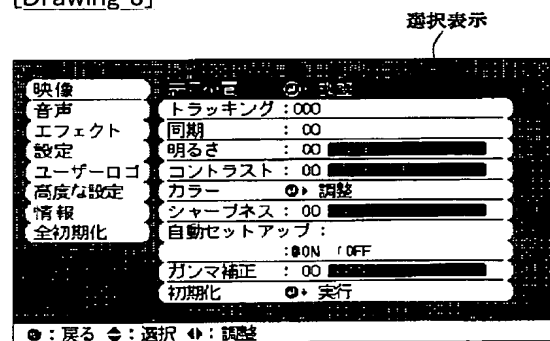 [Drawing 8]
選択表示
映像
音声
エフェクト
設定
ユーザーロゴ
高度な設定
情報
全初期化
調整
トラッキング：000
同期 ： 00
明るさ ： 00
コントラスト： 00
カラー 調整
シャープネス： 00
自動セットアップ：
：ON OFF
ガンマ補正 ： 00
初期化 実行
：戻る ：選択 ：調整